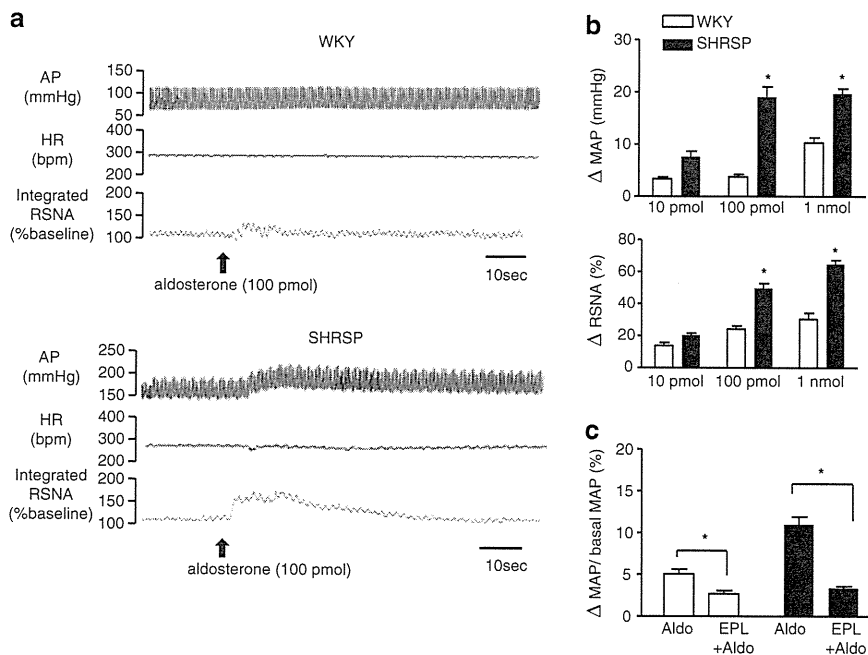 a
WKY
AP
(mmHg)
150
100
50
HR
(bpm)
400
300
200
Integrated
RSNA
(%baseline)
200
150
100
aldosterone (100 pmol)
10sec
SHRSP
AP
(mmHg)
250
200
150
HR
(bpm)
400
300
200
Integrated
RSNA
(%baseline)
200
150
100
aldosterone (100 pmol)
10sec
b
WKY
SHRSP
Δ MAP (mmHg)
30
20
10
0
* *
10 pmol 100 pmol 1 nmol
Δ RSNA (%)
80
60
40
20
0
* *
10 pmol 100 pmol 1 nmol
c
Δ MAP/ basal MAP (%)
20
15
10
5
0
* *
Aldo EPL Aldo EPL
+Aldo +Aldo